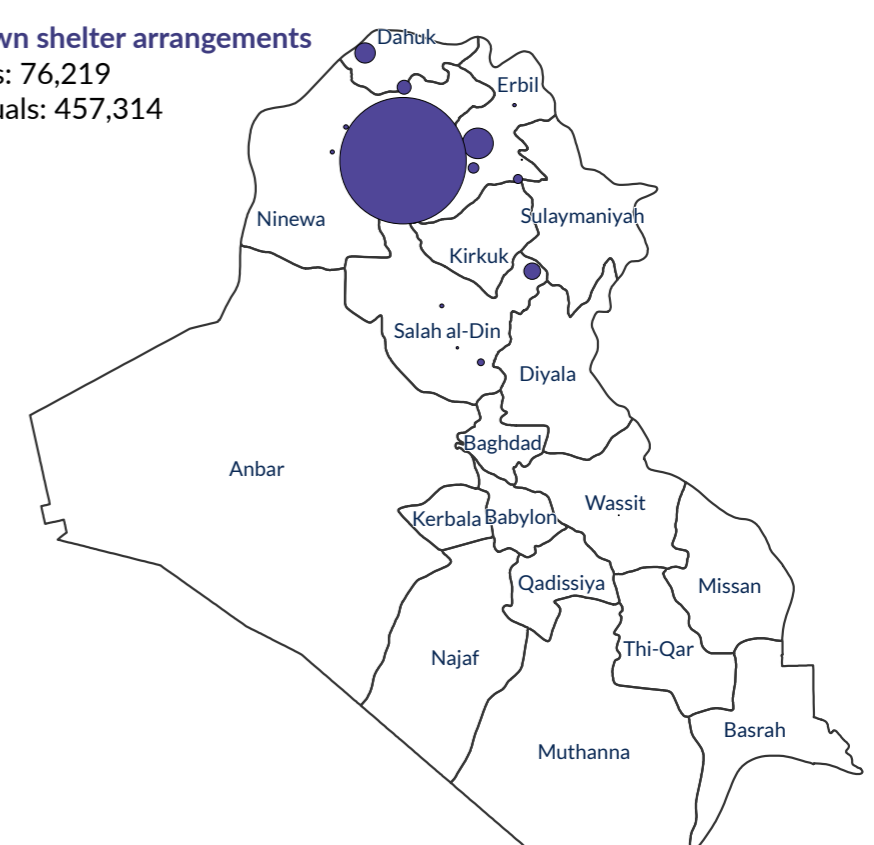 wn shelter arrangements
s: 76,219
uals: 457,314
Dahuk
Erbil
Ninewa
Sulaymaniyah
Kirkuk
Salah al-Din
Diyala
Baghdad
Anbar
Wassit
Kerbala
Babylon
Qadissiya
Missan
Thi-Qar
Najaf
Basrah
Muthanna